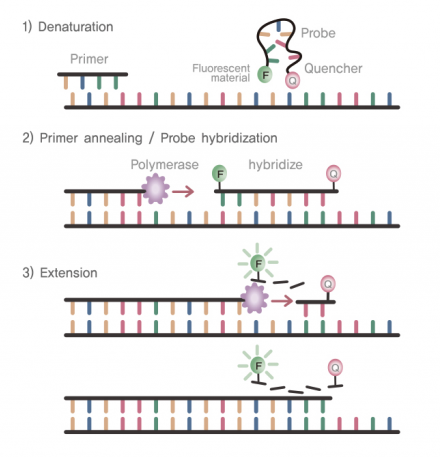 1) Denaturation
Primer
Probe
Fluorescent
material
Quencher
F
Q
2) Primer annealing / Probe hybridization
Polymerase
hybridize
F
Q
3) Extension
F
Q
F
Q